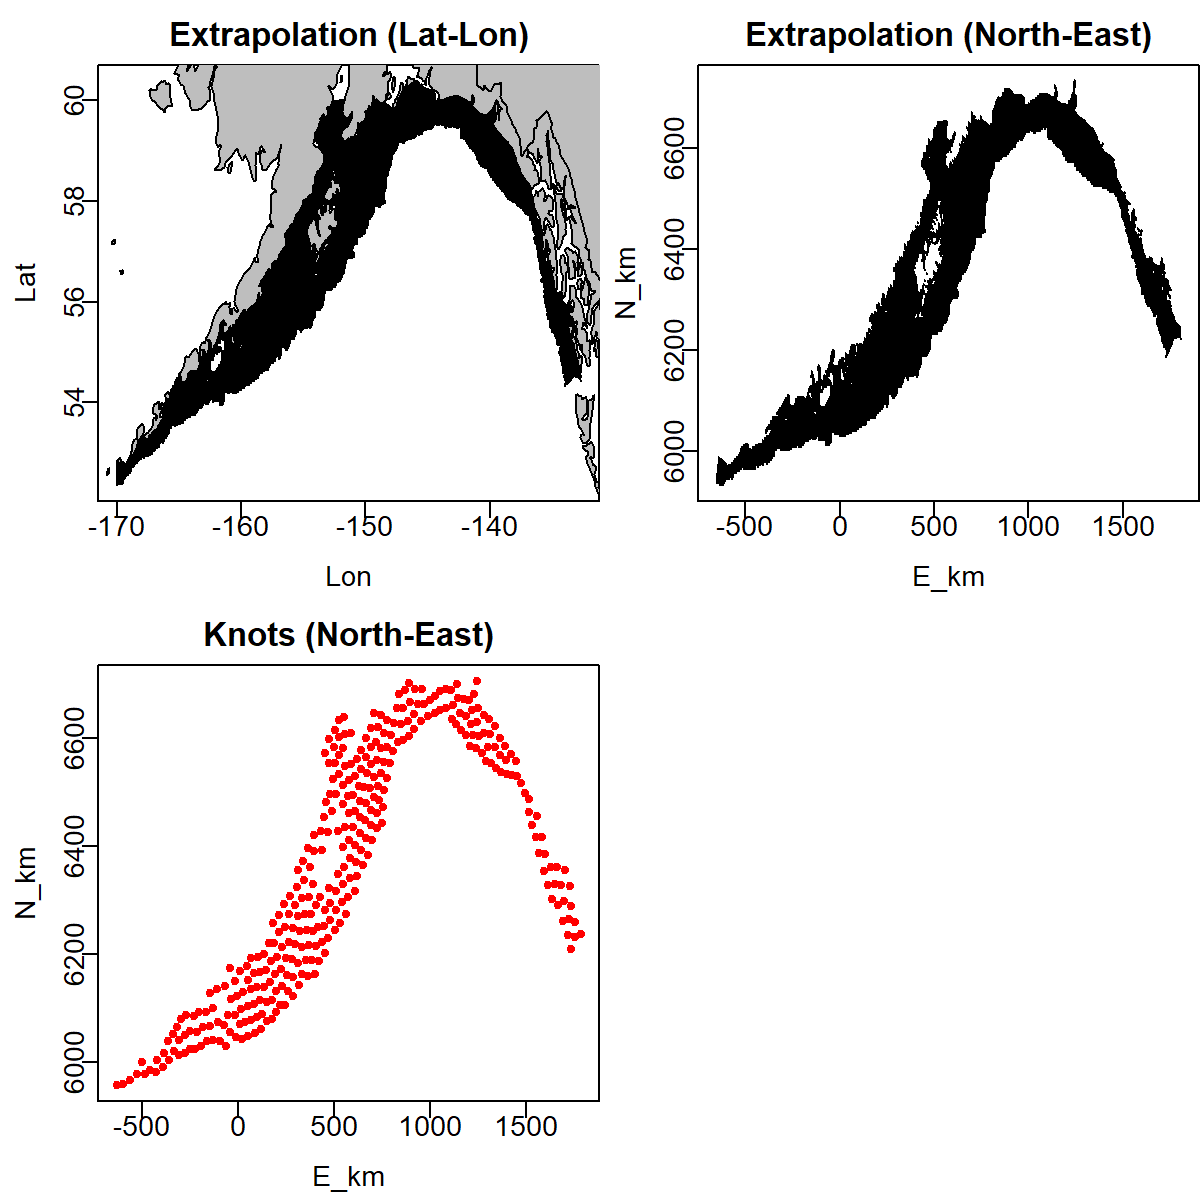 Extrapolation (Lat-Lon)
Lat
60
58
56
54
-170 -160 -150 -140
Lon
Extrapolation (North-East)
N_km
6600
6400
6200
6000
-500 0 500 1000 1500
E_km
Knots (North-East)
N_km
6600
6400
6200
6000
-500 0 500 1000 1500
E_km